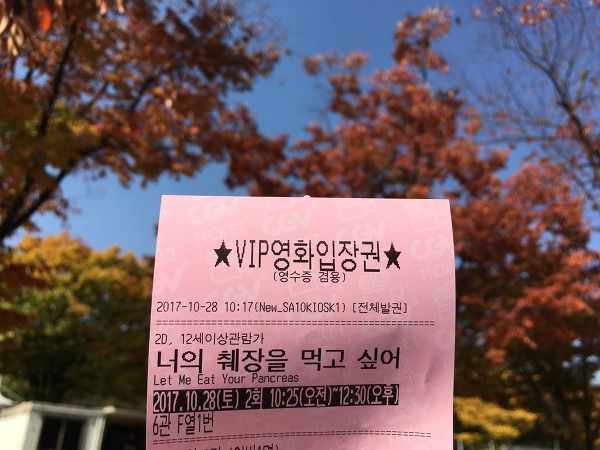 ★VIP영화입장권★
(영수증 겸용)
2017-10-28 10:17(New_SA10KIOSK1) [전체발권]
2D, 12세이상관람가
너의 췌장을 먹고 싶어
Let Me Eat Your Pancreas
2017.10.28(토) 2회 10:25(오전)~12:30(오후)
6관 F열1번